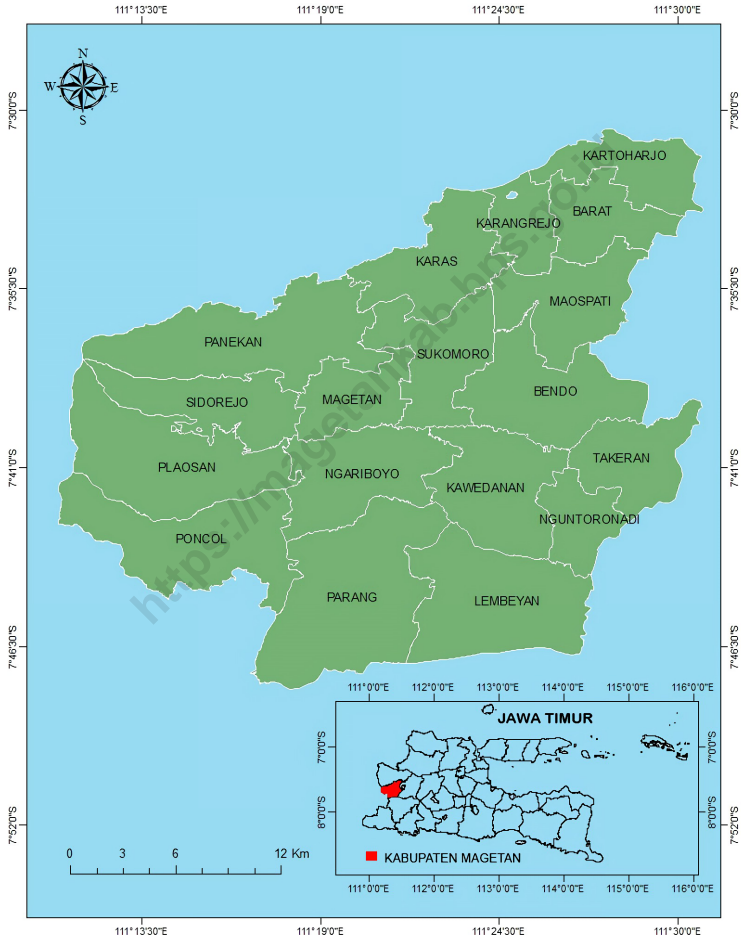 111°13'30"E 111°19'0"E 111°24'30"E 111°30'0"E
N
W E
S
7°30'0"S 7°30'0"S
KARTOHARJO
BARAT
KARANGREJO
KARAS
7°35'30"S 7°35'30"S
MAOSPATI
PANEKAN
SUKOMORO
BENDO
SIDOREJO
MAGETAN
TAKERAN
7°41'0"S 7°41'0"S
PLAOSAN
NGARIBOYO
KAWEDANAN
NGUNTORONADI
PONCOL
PARANG
LEMBEYAN
https://magetankab.bps.go.id
7°46'30"S 7°46'30"S
111°0'0"E 112°0'0"E 113°0'0"E 114°0'0"E 115°0'0"E 116°0'0"E
JAWA TIMUR
7°0'0"S 7°0'0"S
8°0'0"S 8°0'0"S
KABUPATEN MAGETAN
111°0'0"E 112°0'0"E 113°0'0"E 114°0'0"E 115°0'0"E 116°0'0"E
7°52'0"S 7°52'0"S
0 3 6 12 Km
111°13'30"E 111°19'0"E 111°24'30"E 111°30'0"E